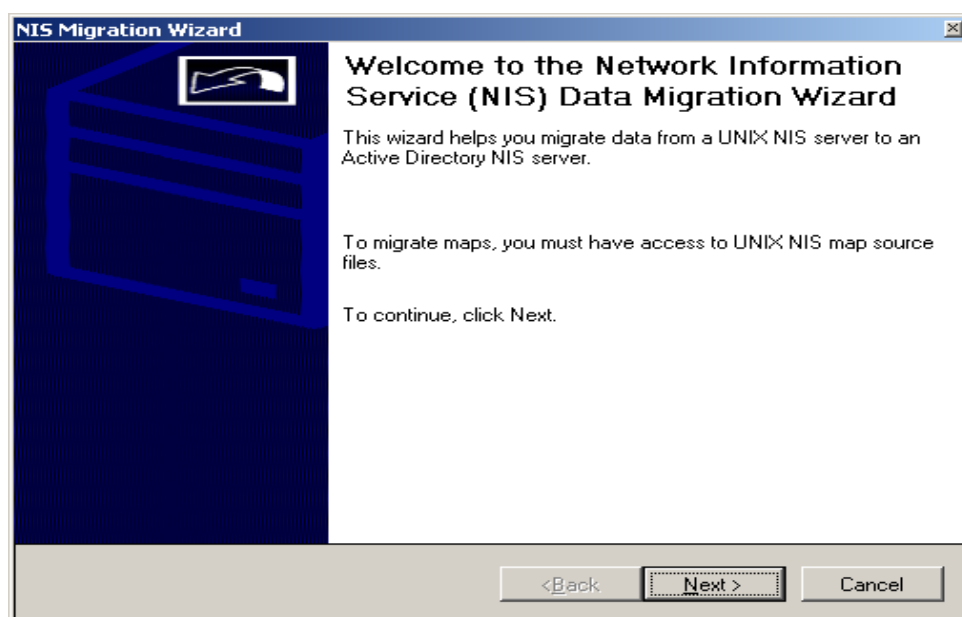 NIS Migration Wizard
Welcome to the Network Information
Service (NIS) Data Migration Wizard
This wizard helps you migrate data from a UNIX NIS server to an
Active Directory NIS server.
To migrate maps, you must have access to UNIX NIS map source
files.
To continue, click Next.
<Back
Next >
Cancel